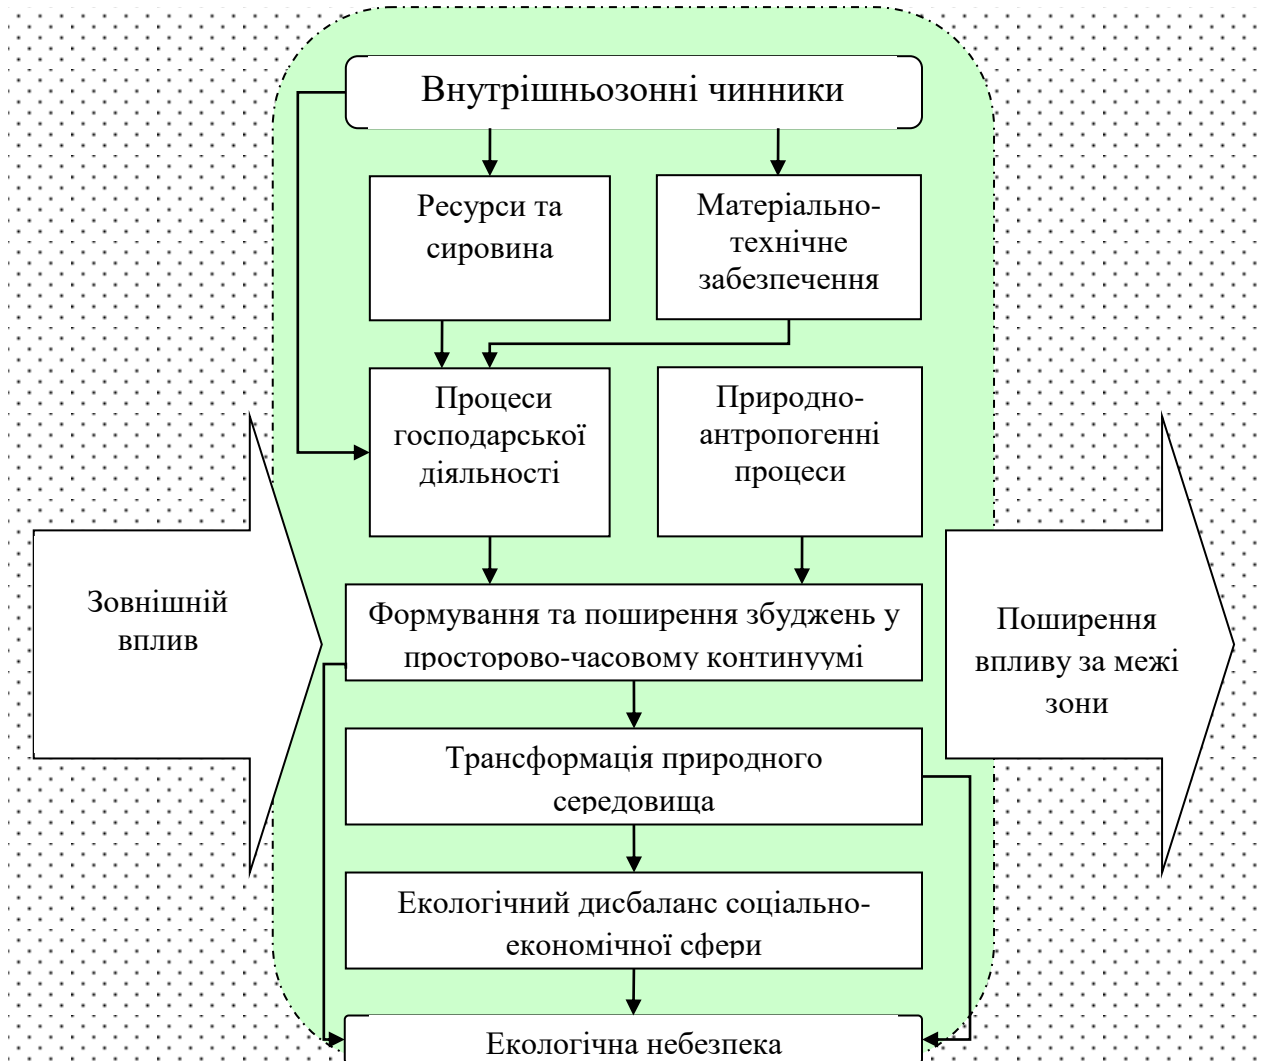 Внутрішньозонні чинники
Ресурси та
сировина
Матеріально-
технічне
забезпечення
Процеси
господарської
діяльності
Природно-
антропогенні
процеси
Зовнішній
вплив
Формування та поширення збуджень у
просторово-часовому континуумі
Поширення
впливу за межі
зони
Трансформація природного
середовища
Екологічний дисбаланс соціально-
економічної сфери
Екологічна небезпека